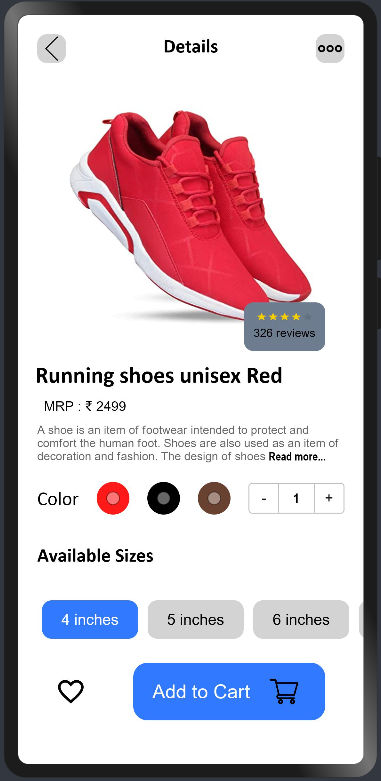 Details
326 reviews
Running shoes unisex Red
MRP : ₹ 2499
A shoe is an item of footwear intended to protect and
comfort the human foot. Shoes are also used as an item of
decoration and fashion. The design of shoes Read more...
Color - 1 +
Available Sizes
4 inches 5 inches 6 inches
Add to Cart